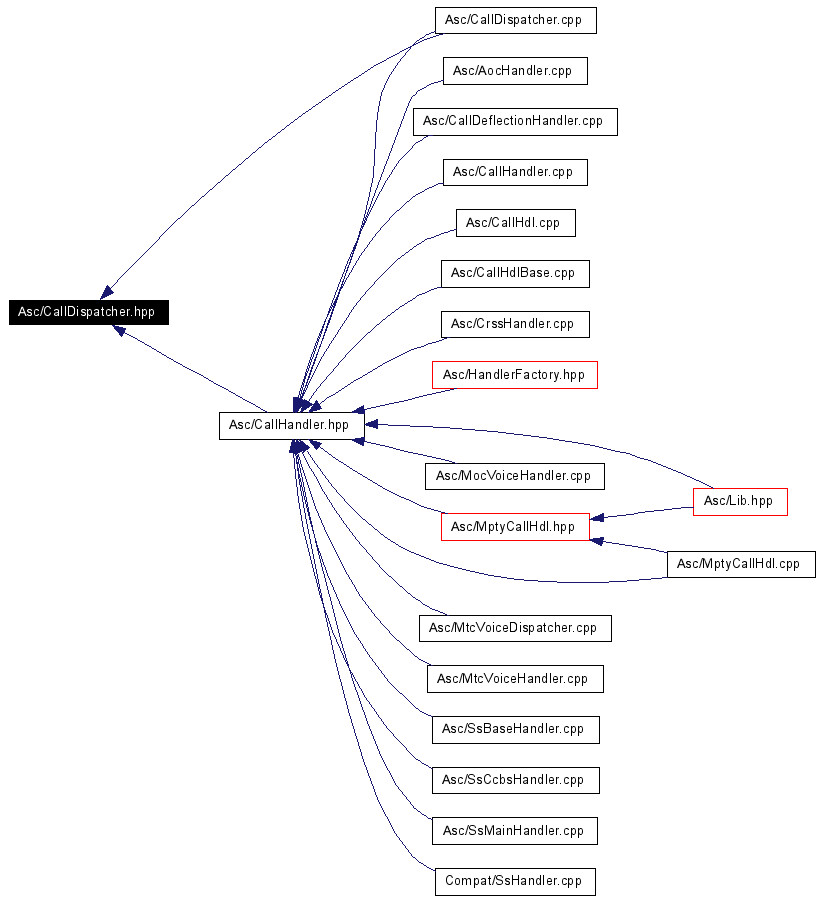 Asc/CallDispatcher.cpp
Asc/AocHandler.cpp
Asc/CallDeflectionHandler.cpp
Asc/CallHandler.cpp
Asc/CallHdl.cpp
Asc/CallHdlBase.cpp
Asc/CallDispatcher.hpp
Asc/CrssHandler.cpp
Asc/HandlerFactory.hpp
Asc/CallHandler.hpp
Asc/MocVoiceHandler.cpp
Asc/Lib.hpp
Asc/MptyCallHdl.hpp
Asc/MptyCallHdl.cpp
Asc/MtcVoiceDispatcher.cpp
Asc/MtcVoiceHandler.cpp
Asc/SsBaseHandler.cpp
Asc/SsCcbsHandler.cpp
Asc/SsMainHandler.cpp
Compat/SsHandler.cpp